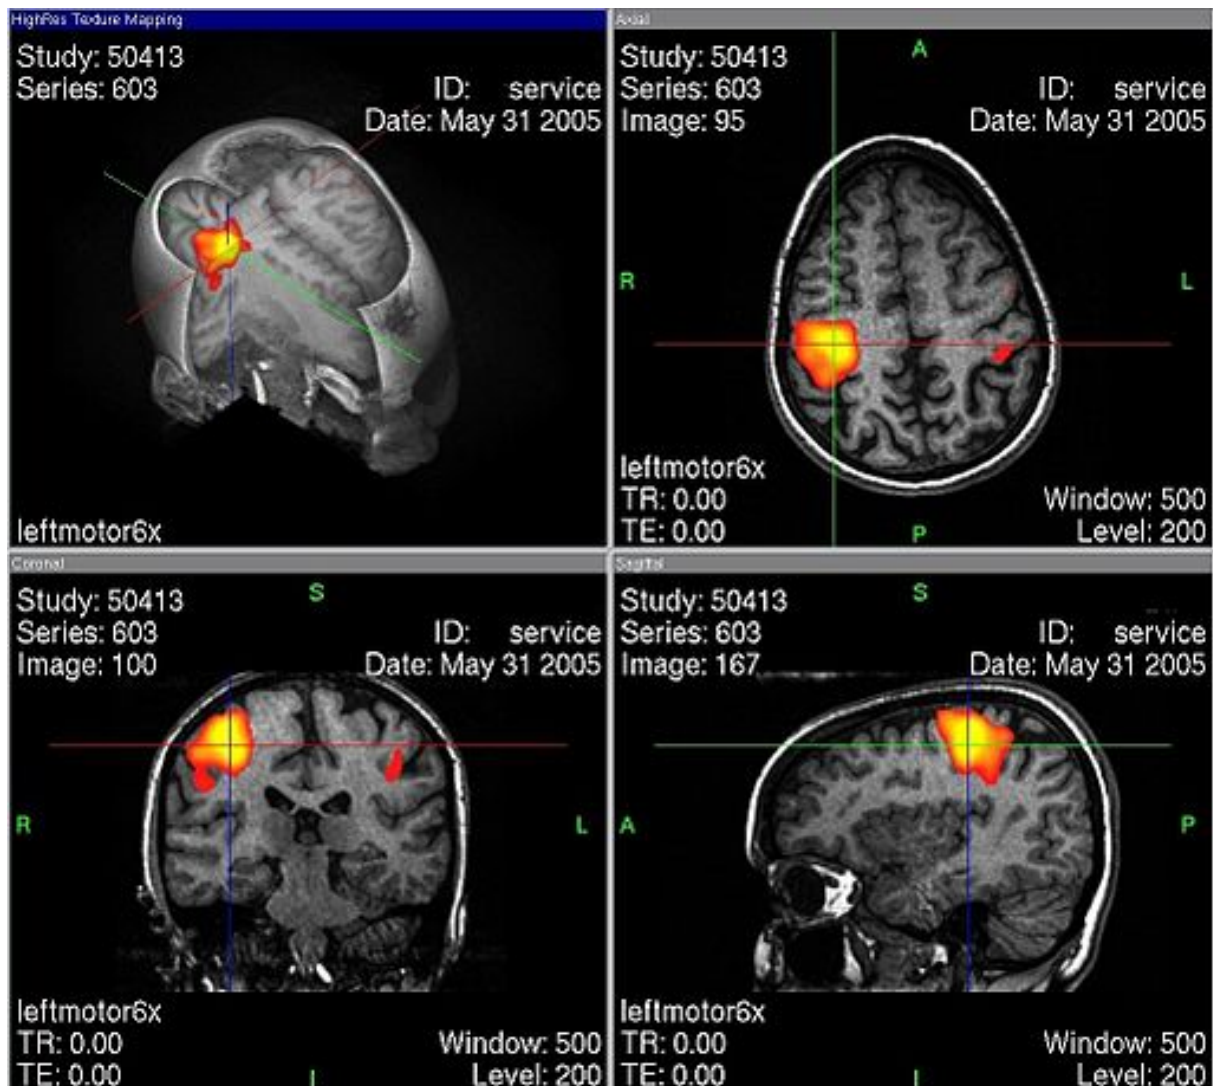 HighRes Texture Mapping
Study: 50413
Series: 603
ID: service
Date: May 31 2005
leftmotor6x
Axial
A
Study: 50413
Series: 603
ID: service
Image: 95
Date: May 31 2005
R
L
leftmotor6x
TR: 0.00
Window: 500
TE: 0.00
P
Level: 200
Coronal
S
Study: 50413
Series: 603
ID: service
Image: 100
Date: May 31 2005
R
L
leftmotor6x
TR: 0.00
Window: 500
TE: 0.00
I
Level: 200
Sagittal
S
Study: 50413
Series: 603
ID: service
Image: 167
Date: May 31 2005
A
P
leftmotor6x
TR: 0.00
Window: 500
TE: 0.00
I
Level: 200